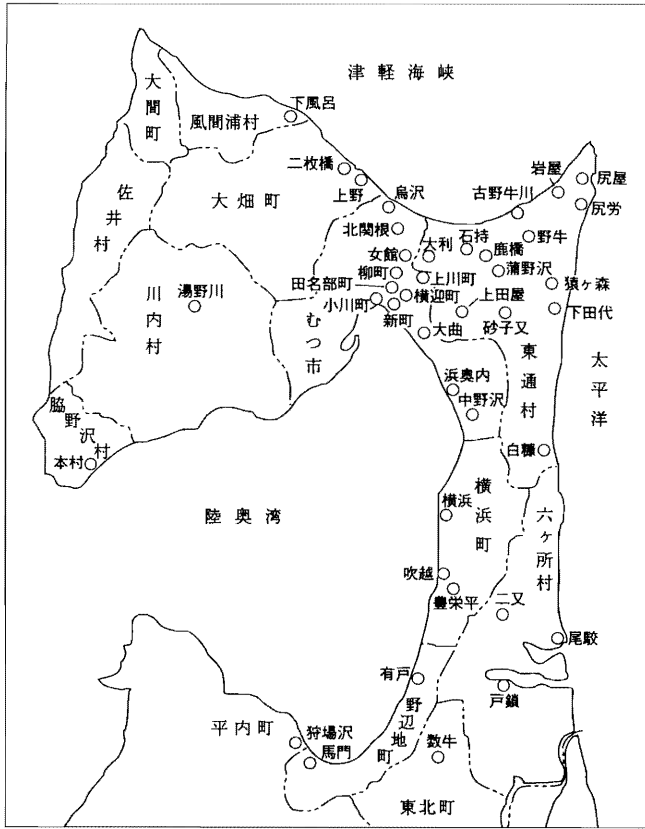 津軽海峡
大間町
風間浦村
下風呂
佐井村
大畑町
二枚橋
上野
烏沢
岩屋
尻屋
古野牛川
尻労
北関根
石持
野牛
女館
大利
鹿橋
蒲野沢
柳町
上川町
猿ヶ森
田名部町
横迎町
上田屋
湯野川
小川町
新町
砂子又
下田代
川内村
むつ市
大曲
東通村
太平洋
浜奥内
中野沢
脇野沢村
本村
白糠
陸奥湾
横浜
横浜町
六ヶ所村
吹越
豊栄平
二又
尾駮
有戸
戸鎖
野辺地町
平内町
狩場沢
馬門
数牛
東北町